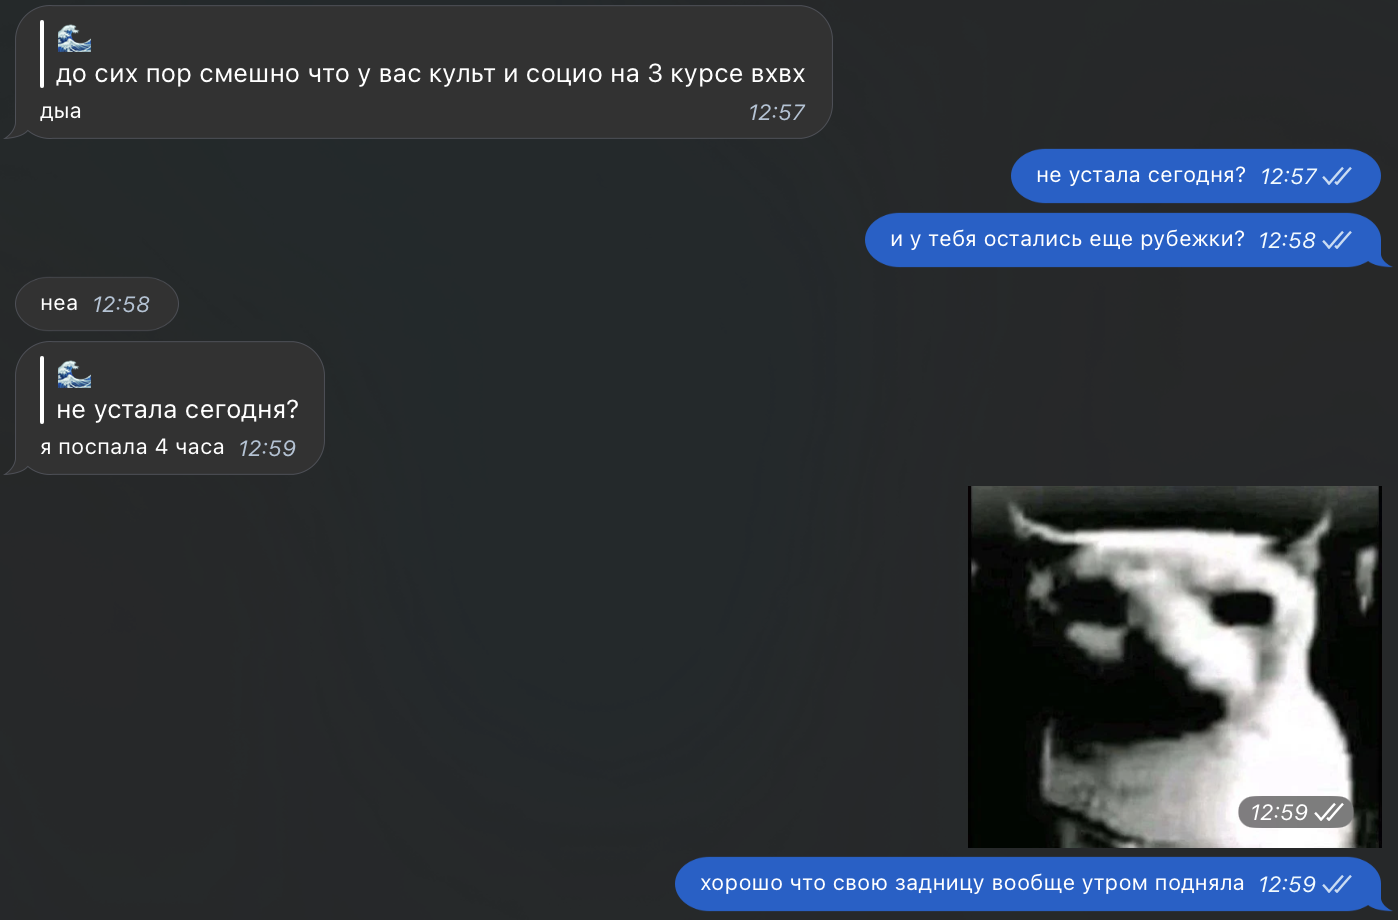 🌊
до сих пор смешно что у вас культ и социо на 3 курсе вхвх
дыа 12:57
не устала сегодня? 12:57
и у тебя остались еще рубежки? 12:58
неа 12:58
🌊
не устала сегодня?
я поспала 4 часа 12:59
12:59
хорошо что свою задницу вообще утром подняла 12:59